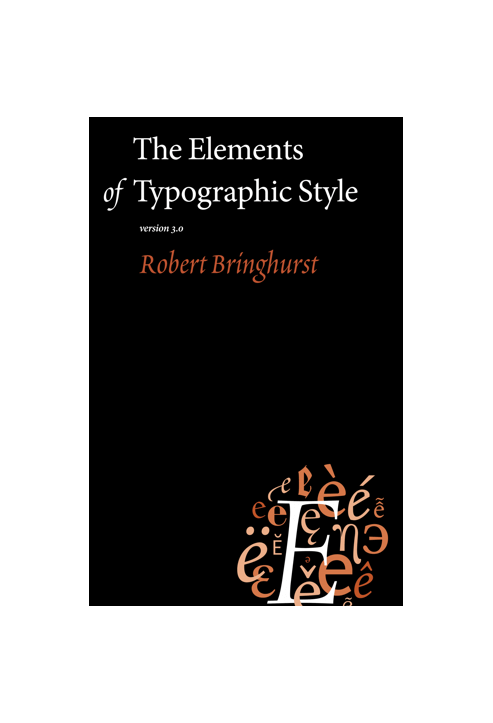 The Elements
of Typographic Style
version 3.0
Robert Bringhurst